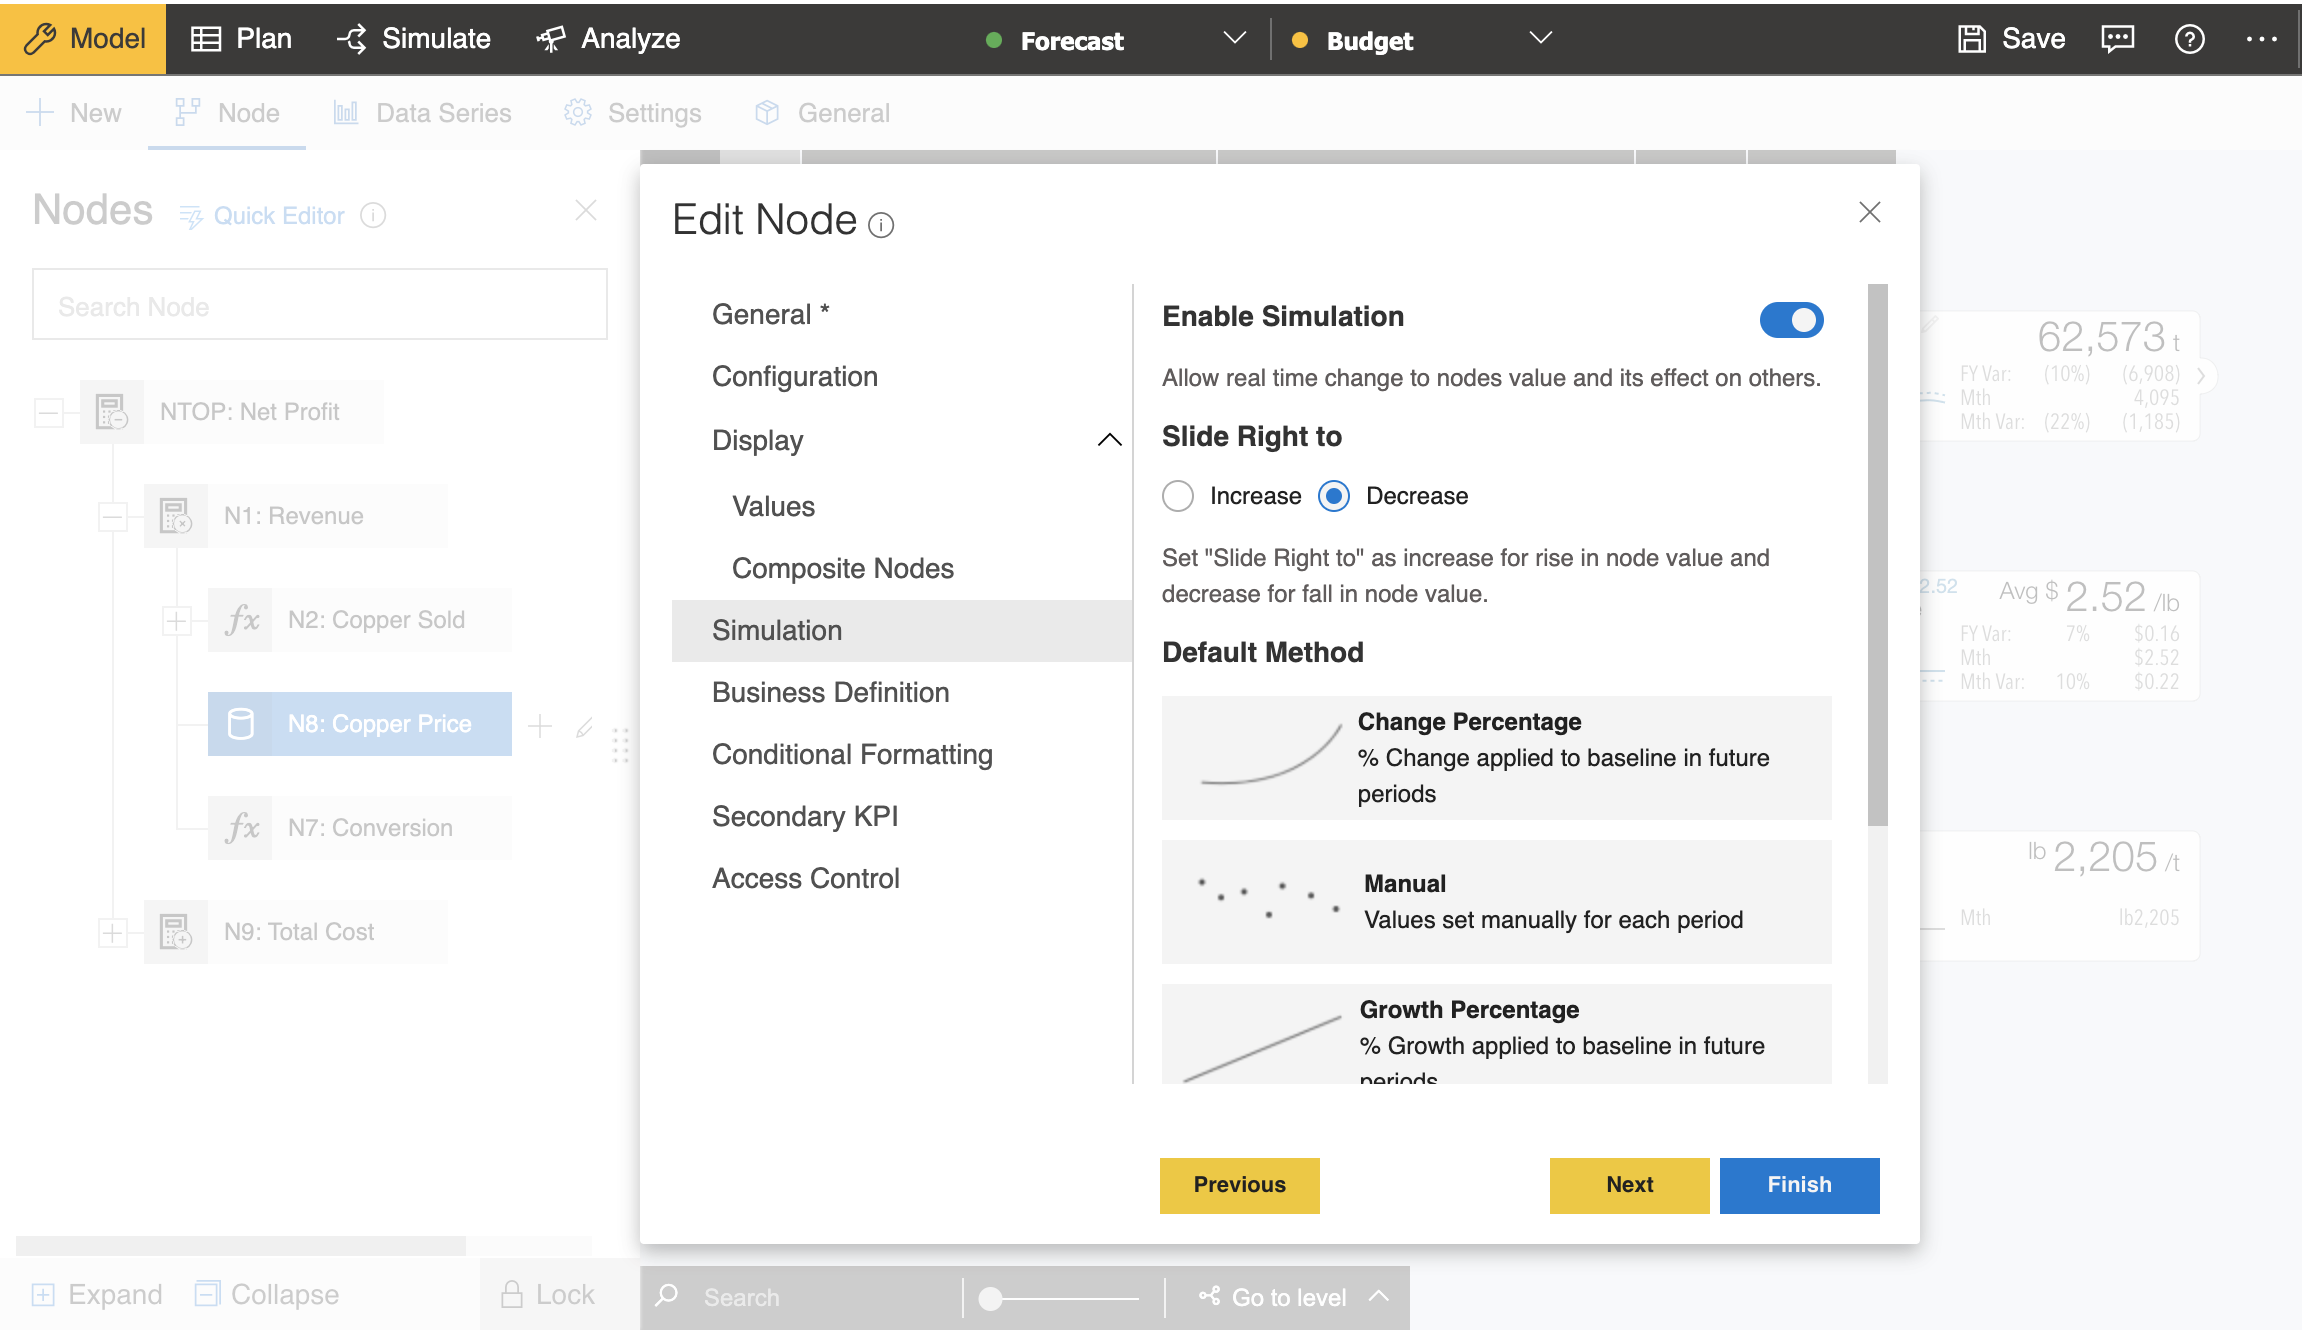 Model
Plan
Simulate
Analyze
Forecast
Budget
Save
New
Node
Data Series
Settings
General
Nodes
Quick Editor
Search Node
NTOP: Net Profit
N1: Revenue
N2: Copper Sold
N8: Copper Price
N7: Conversion
N9: Total Cost
Expand
Collapse
Lock
Edit Node
General *
Configuration
Display
Values
Composite Nodes
Simulation
Business Definition
Conditional Formatting
Secondary KPI
Access Control
Enable Simulation
Allow real time change to nodes value and its effect on others.
Slide Right to
Increase
Decrease
Set "Slide Right to" as increase for rise in node value and
decrease for fall in node value.
Default Method
Change Percentage
% Change applied to baseline in future
periods
Manual
Values set manually for each period
Growth Percentage
% Growth applied to baseline in future
periods
Previous
Next
Finish
62,573 t
FY Var: (10%) (6,908)
Mth 4,095
Mth Var: (22%) (1,185)
2.52
Avg $ 2.52 /lb
FY Var: 7% $0.16
Mth $2.52
Mth Var: 10% $0.22
lb 2,205 /t
Mth lb2,205
Search
Go to level